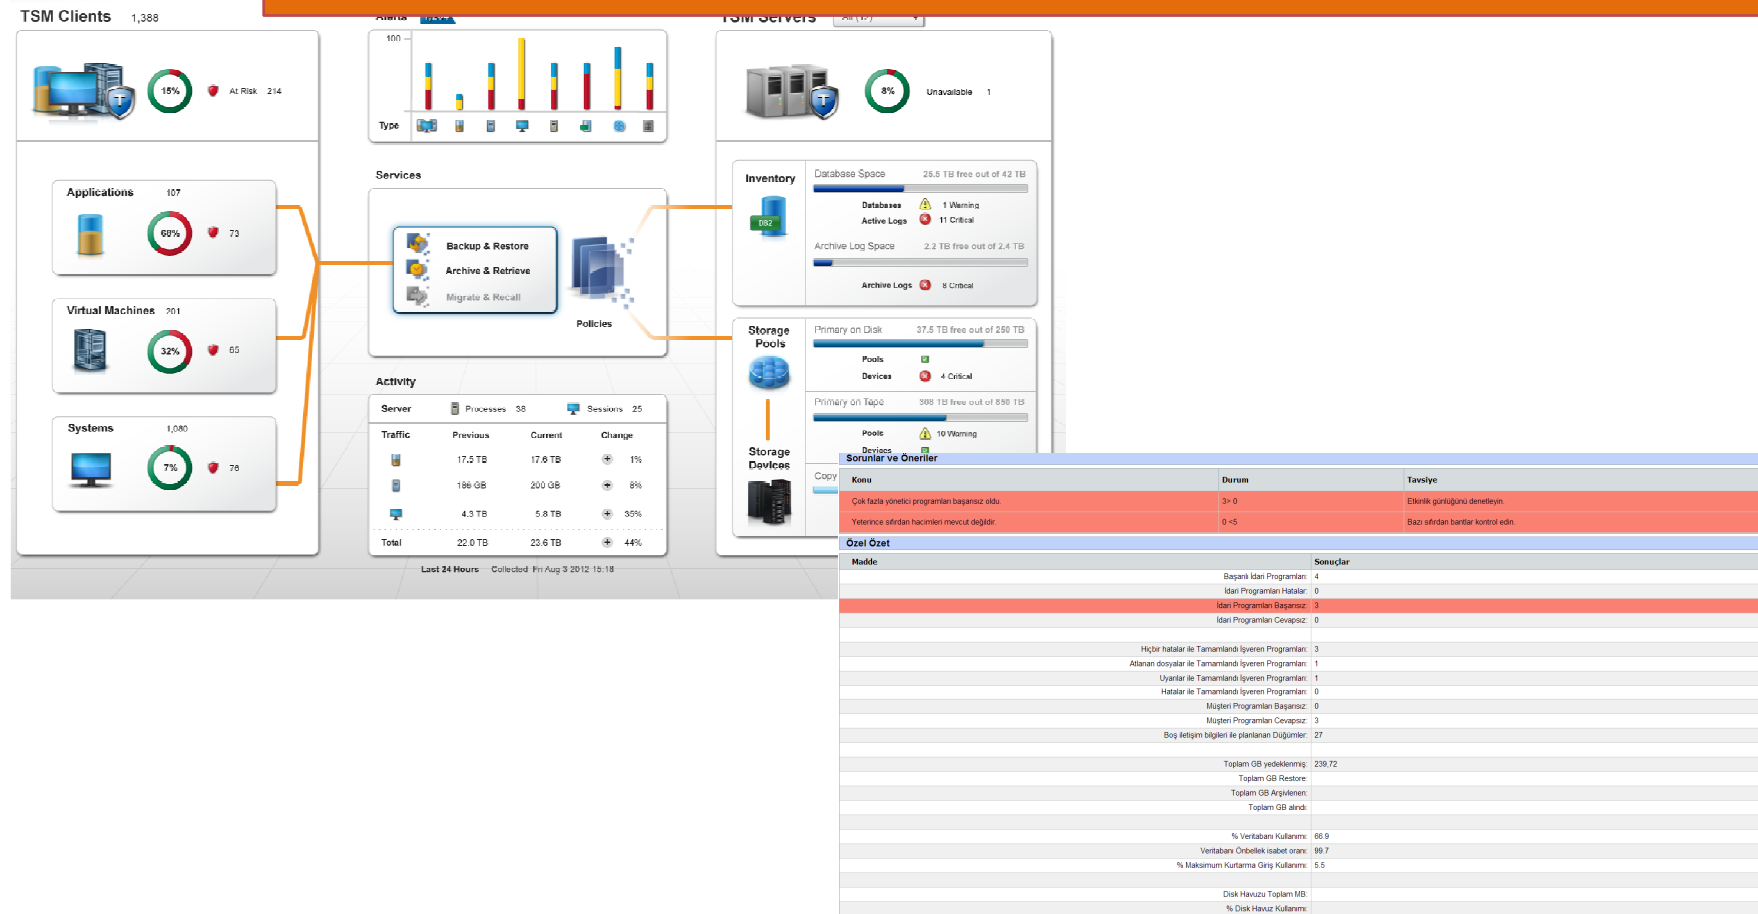 TSM Clients 1,388
15% At Risk 214
Applications 107
68% 73
Virtual Machines 201
32% 65
Systems 1,080
7% 76
Alerts
100
Type
Services
Backup & Restore
Archive & Retrieve
Migrate & Recall
Policies
Activity
Server Processes 38 Sessions 25
Traffic Previous Current Change
17.5 TB 17.6 TB + 1%
186 GB 200 GB + 8%
4.3 TB 5.8 TB + 35%
Total 22.0 TB 23.6 TB + 44%
Last 24 Hours Collected Fri Aug 3 2012 15:18
TSM Servers All (12)
8% Unavailable 1
Inventory
DB2
Database Space 25.5 TB free out of 42 TB
Databases 1 Warning
Active Logs 11 Critical
Archive Log Space 2.2 TB free out of 2.4 TB
Archive Logs 8 Critical
Storage
Pools
Primary on Disk 37.5 TB free out of 250 TB
Pools
Devices 4 Critical
Primary on Tape 308 TB free out of 850 TB
Pools 10 Warning
Devices
Storage
Devices
Copy
Sorunlar ve Öneriler
Konu Durum Tavsiye
Çok fazla yönetici programları başarısız oldu. 3> 0 Etkinlik günlüğünü denetleyin.
Yeterince sıfırdan hacimleri mevcut değildir. 0 <5 Bazı sıfırdan bantlar kontrol edin.
Özel Özet
Madde Sonuçlar
Başarılı İdari Programları: 4
İdari Programları Hatalar: 0
İdari Programları Başarısız: 3
İdari Programları Cevapsız: 0
Hiçbir hatalar ile Tamamlandı İşveren Programları: 3
Atlanan dosyalar ile Tamamlandı İşveren Programları: 1
Uyarılar ile Tamamlandı İşveren Programları: 1
Hatalar ile Tamamlandı İşveren Programları: 0
Müşteri Programları Başarısız: 0
Müşteri Programları Cevapsız: 3
Boş iletişim bilgileri ile planlanan Düğümler: 27
Toplam GB yedeklenmiş: 239,72
Toplam GB Restore:
Toplam GB Arşivlenen:
Toplam GB alındı:
% Veritabanı Kullanımı: 66.9
Veritabanı Önbellek isabet oranı: 99.7
% Maksimum Kurtarma Giriş Kullanımı: 5.5
Disk Havuzu Toplam MB:
% Disk Havuz Kullanımı: